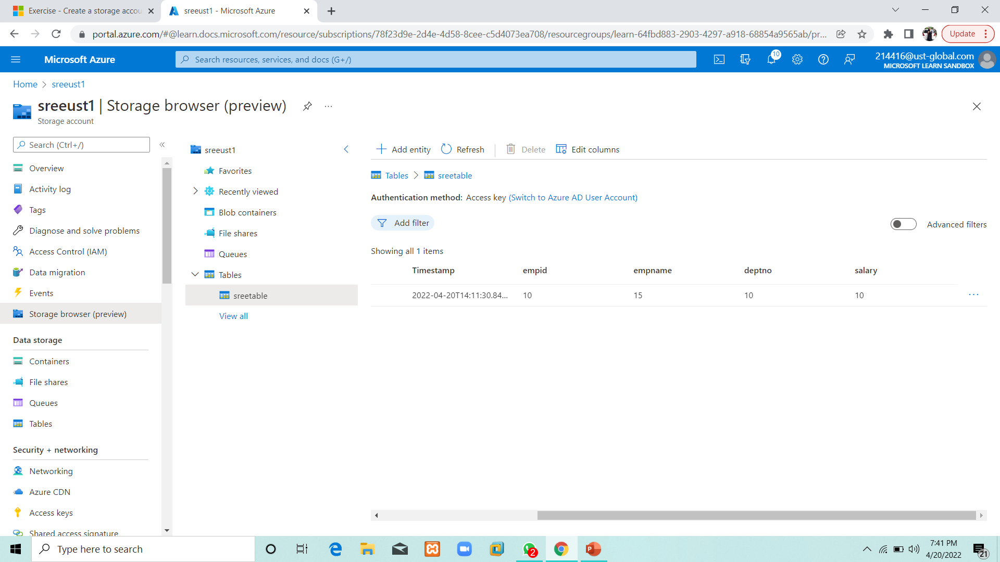 Exercise - Create a storage accou
sreeust1 - Microsoft Azure
portal.azure.com/#@learn.docs.microsoft.com/resource/subscriptions/78f23d9e-2d4e-4d58-8cee-c5d4073ea708/resourcegroups/learn-64fbd883-2903-4297-a918-68854a9565ab/pr...
Update
Microsoft Azure
Search resources, services, and docs (G+/)
10
214416@ust-global.com
MICROSOFT LEARN SANDBOX
Home > sreeust1
sreeust1 | Storage browser (preview) ...
Storage account
Search (Ctrl+/)
«
Overview
Activity log
Tags
Diagnose and solve problems
Access Control (IAM)
Data migration
Events
Storage browser (preview)
Data storage
Containers
File shares
Queues
Tables
Security + networking
Networking
Azure CDN
Access keys
Shared access signature
sreeust1
Favorites
Recently viewed
Blob containers
File shares
Queues
Tables
sreetable
View all
Add entity Refresh Delete Edit columns
Tables > sreetable
Authentication method: Access key (Switch to Azure AD User Account)
Add filter
Advanced filters
Showing all 1 items
Timestamp empid empname deptno salary
2022-04-20T14:11:30.84... 10 15 10 10 ...
Type here to search
2
7:41 PM
4/20/2022
21